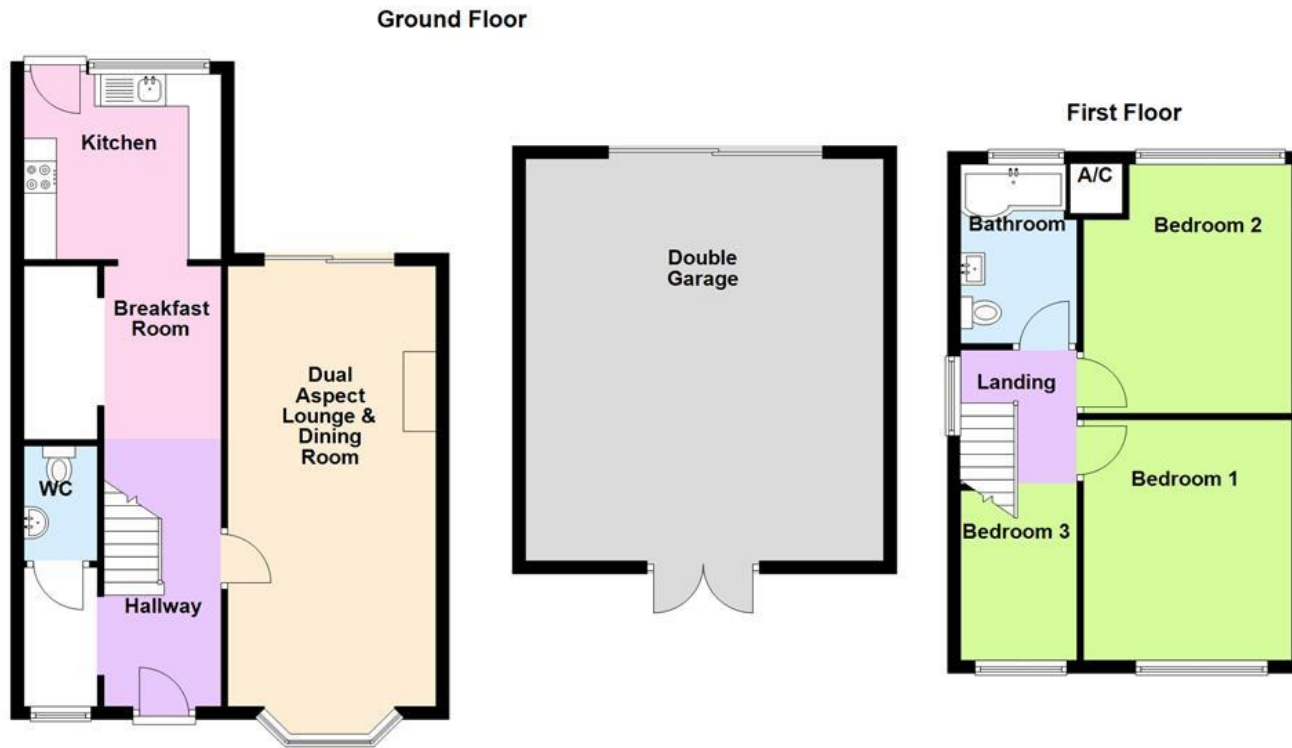 Ground Floor
Kitchen
Breakfast
Room
Dual
Aspect
Lounge &
Dining
Room
WC
Hallway
Double
Garage
First Floor
A/C
Bathroom
Bedroom 2
Landing
Bedroom 1
Bedroom 3